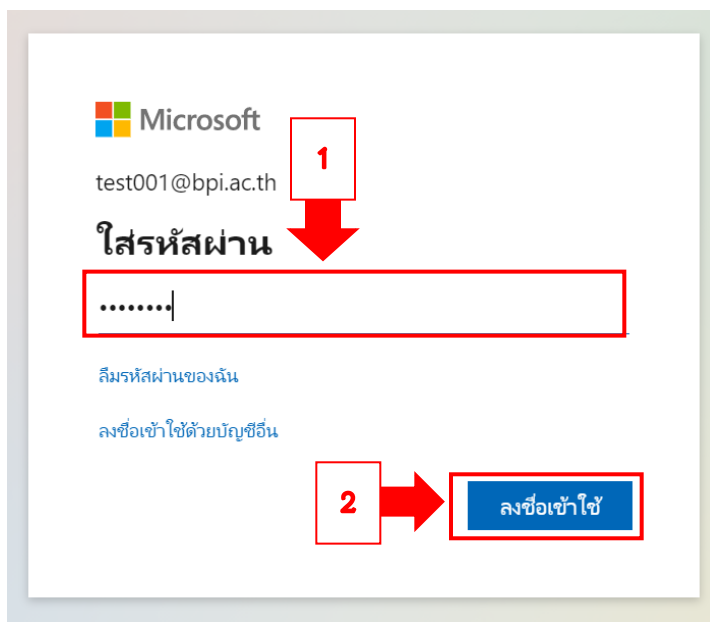 Microsoft
1
test001@bpi.ac.th
ใส่รหัสผ่าน
••••••••
ลืมรหัสผ่านของฉัน
ลงชื่อเข้าใช้ด้วยบัญชีอื่น
2
ลงชื่อเข้าใช้